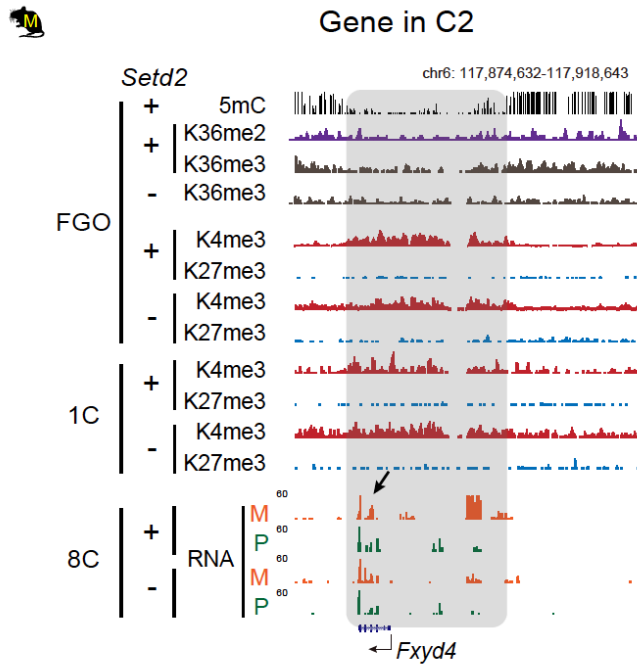 M
Gene in C2
Setd2
chr6: 117,874,632-117,918,643
+
5mC
FGO
+
K36me2
K36me3
-
K36me3
+
K4me3
K27me3
-
K4me3
K27me3
1C
+
K4me3
K27me3
-
K4me3
K27me3
8C
RNA
+
M
60
P
60
-
M
60
P
60
Fxyd4